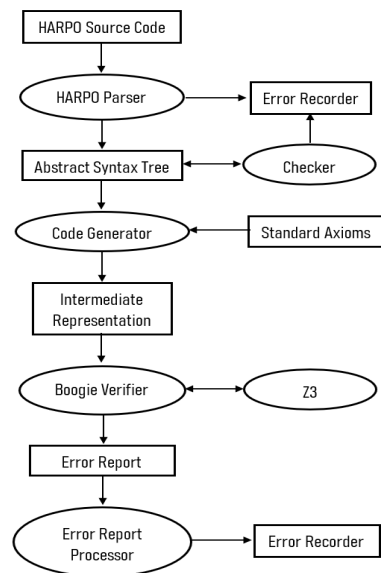 HARPO Source Code
HARPO Parser
Error Recorder
Abstract Syntax Tree
Checker
Code Generator
Standard Axioms
Intermediate
Representation
Boogie Verifier
Z3
Error Report
Error Report
Processor
Error Recorder